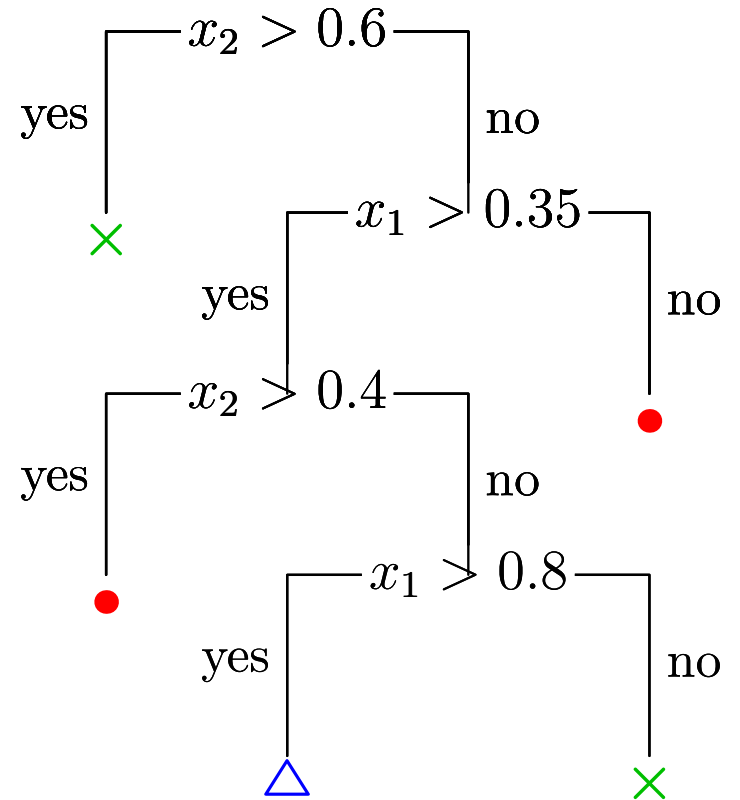 x₂ > 0.6
yes
no
x₁ > 0.35
yes
no
x₂ > 0.4
yes
no
x₁ > 0.8
yes
no